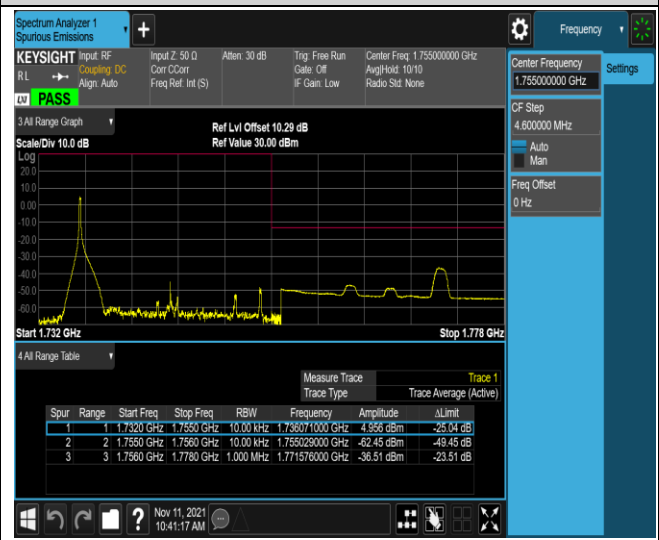 Spectrum Analyzer 1
Spurious Emissions
Frequency
KEYSIGHT Input: RF
RL Coupling: DC
Align: Auto
Input Z: 50 Ω
Corr CCorr
Freq Ref: Int (S)
Atten: 30 dB
Trig: Free Run
Gate: Off
IF Gain: Low
Center Freq: 1.755000000 GHz
Avg|Hold: 10/10
Radio Std: None
LXI PASS
Center Frequency
1.755000000 GHz
Settings
CF Step
4.600000 MHz
Auto
Man
Freq Offset
0 Hz
3 All Range Graph
Ref Lvl Offset 10.29 dB
Scale/Div 10.0 dB Ref Value 30.00 dBm
Log
20.0
10.0
0.00
-10.0
-20.0
-30.0
-40.0
-50.0
-60.0
Start 1.732 GHz Stop 1.778 GHz
4 All Range Table
Measure Trace Trace 1
Trace Type Trace Average (Active)
Spur Range Start Freq Stop Freq RBW Frequency Amplitude ΔLimit
1 1 1.7320 GHz 1.7550 GHz 10.00 kHz 1.736071000 GHz 4.956 dBm -25.04 dB
2 2 1.7550 GHz 1.7560 GHz 10.00 kHz 1.755029000 GHz -62.45 dBm -49.45 dB
3 3 1.7560 GHz 1.7780 GHz 1.000 MHz 1.771576000 GHz -36.51 dBm -23.51 dB
Nov 11, 2021
10:41:17 AM